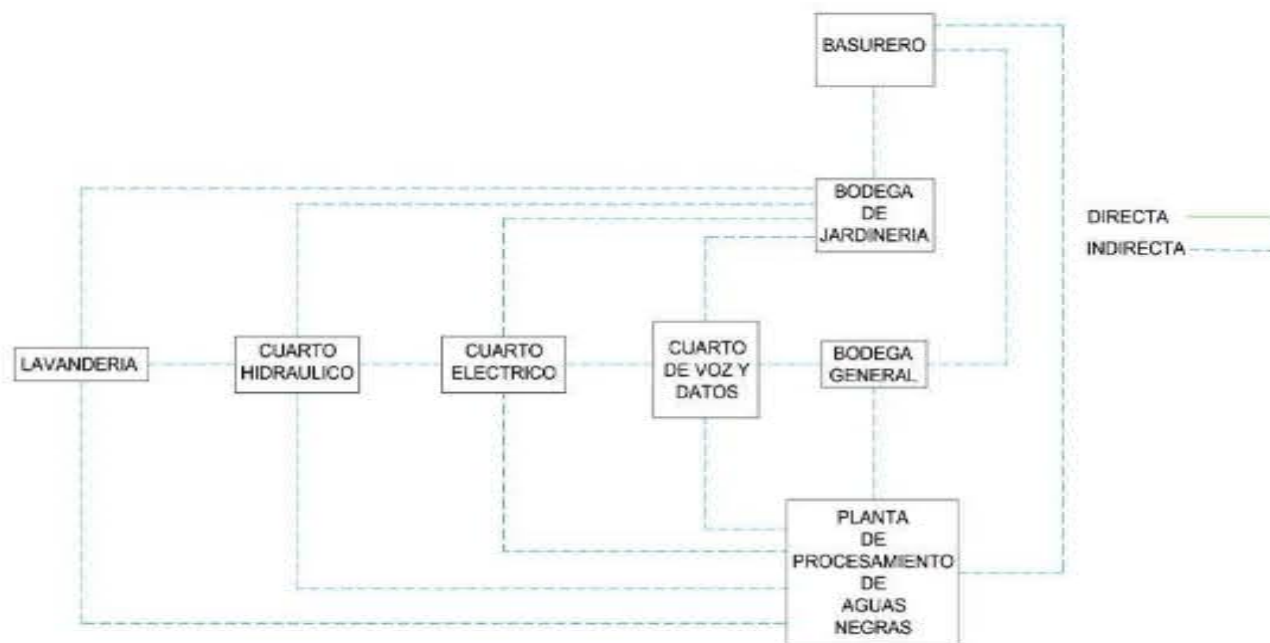 BASURERO
BODEGA
DE
JARDINERIA
DIRECTA
INDIRECTA
LAVANDERIA
CUARTO
HIDRAULICO
CUARTO
ELECTRICO
CUARTO
DE VOZ Y
DATOS
BODEGA
GENERAL
PLANTA
DE
PROCESAMIENTO
DE
AGUAS
NEGRAS